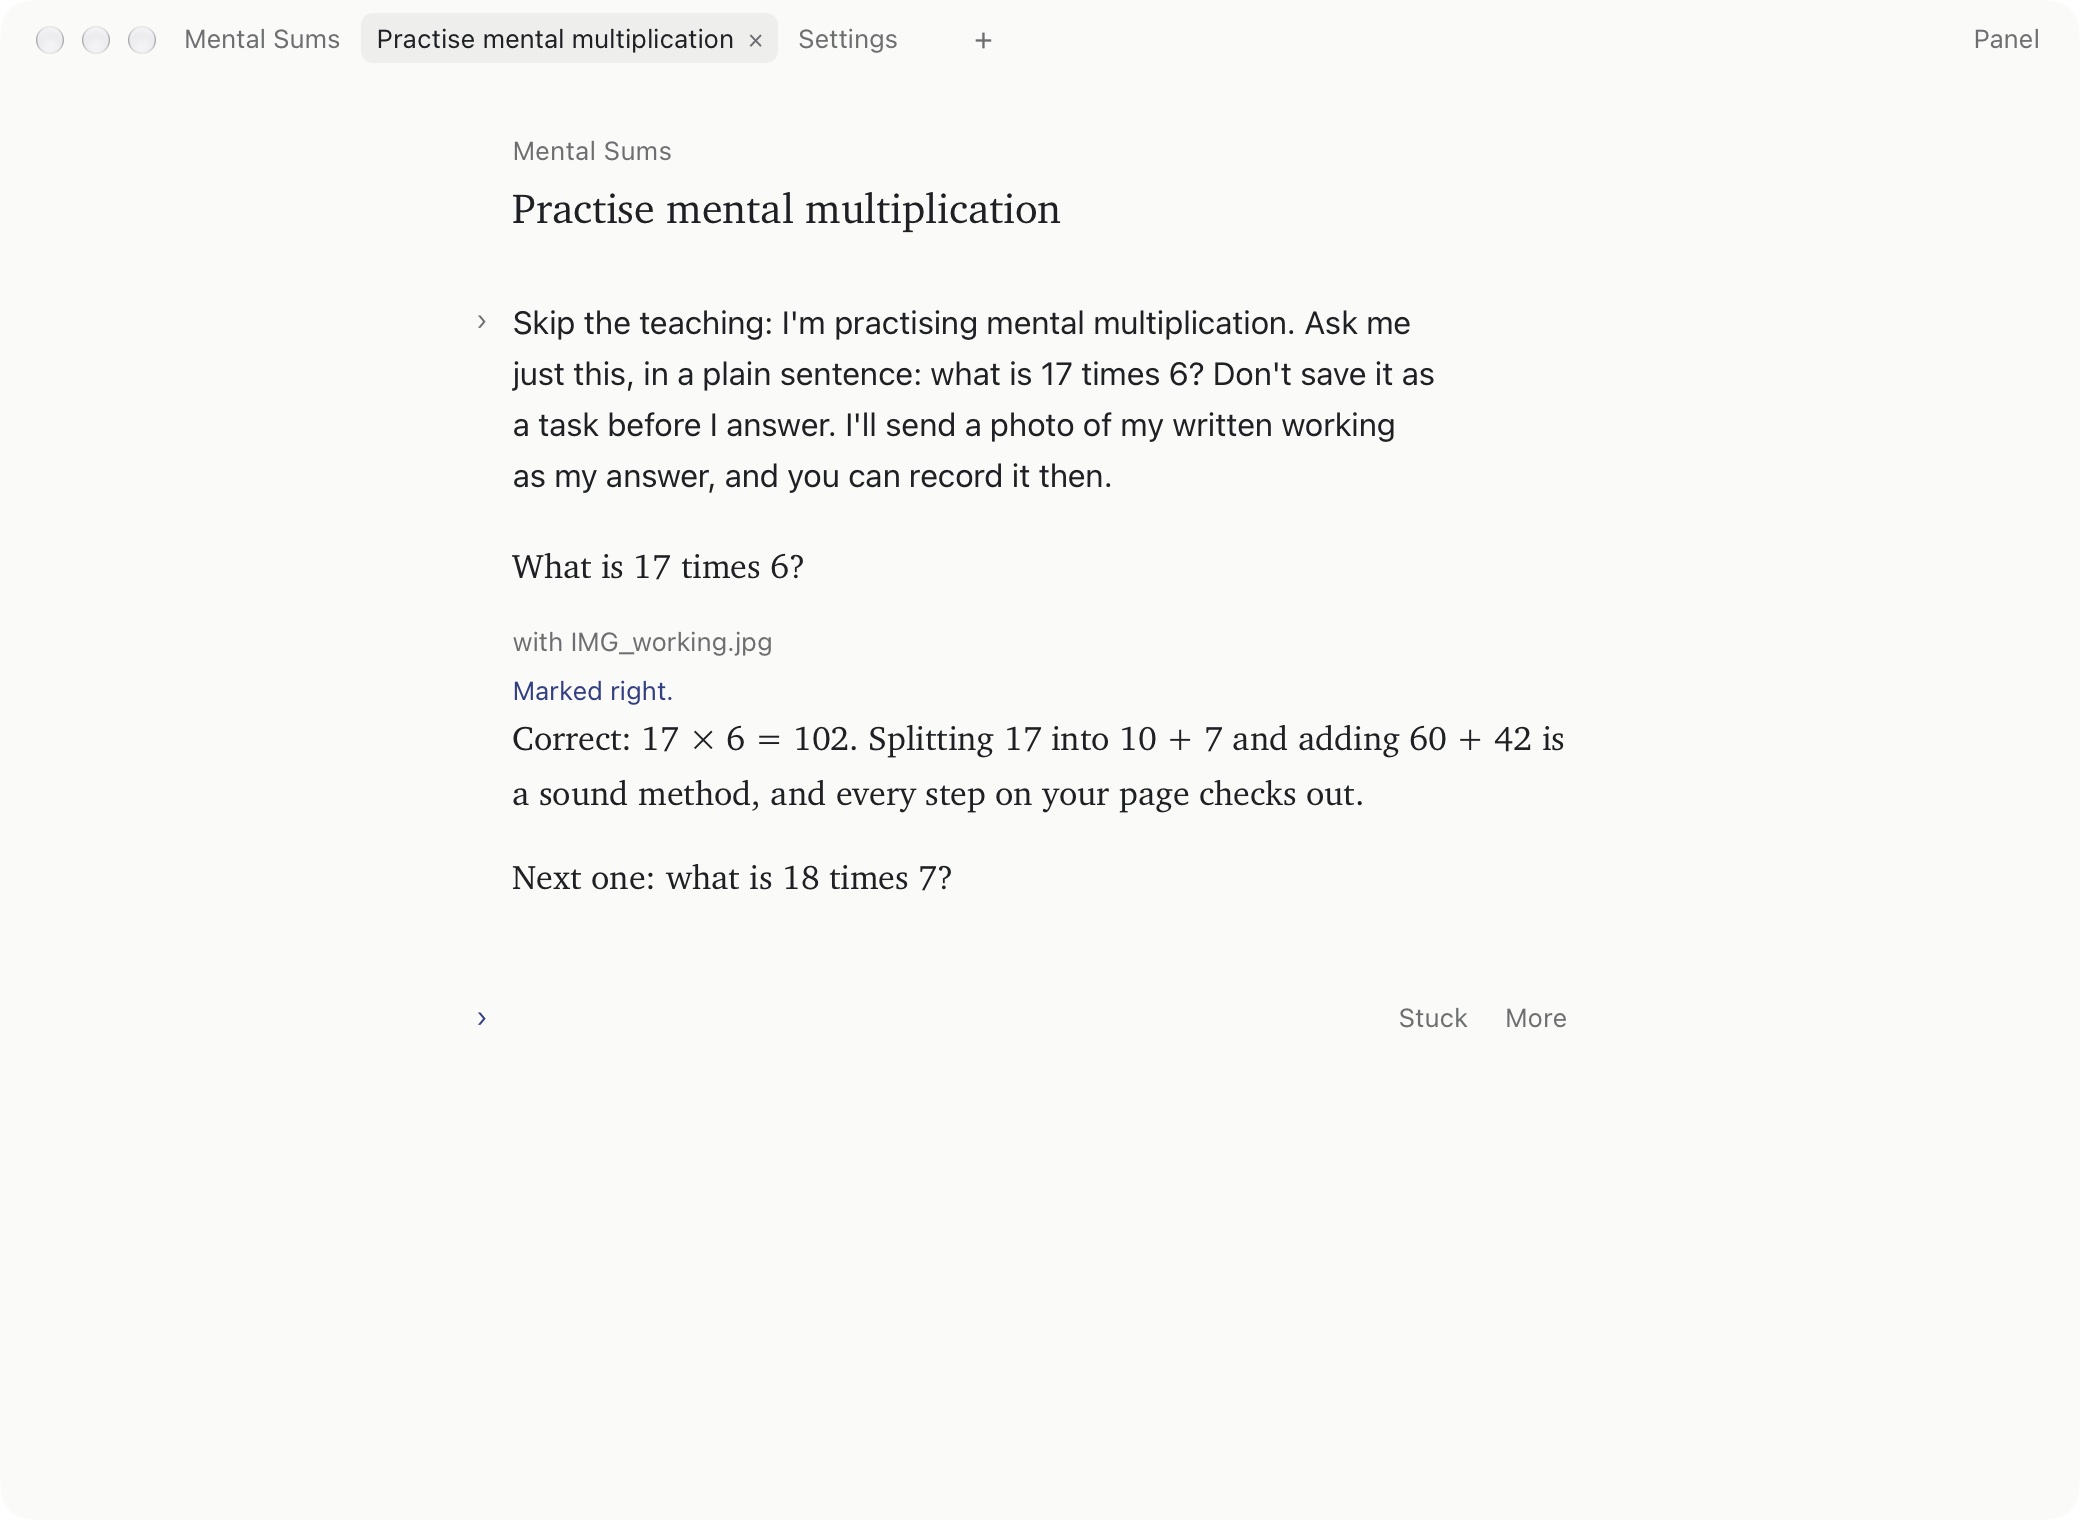 Mental Sums
Practise mental multiplication ×
Settings
+
Panel
Mental Sums
Practise mental multiplication
› Skip the teaching: I'm practising mental multiplication. Ask me
just this, in a plain sentence: what is 17 times 6? Don't save it as
a task before I answer. I'll send a photo of my written working
as my answer, and you can record it then.
What is 17 times 6?
with IMG_working.jpg
Marked right.
Correct: 17 × 6 = 102. Splitting 17 into 10 + 7 and adding 60 + 42 is
a sound method, and every step on your page checks out.
Next one: what is 18 times 7?
›
Stuck
More